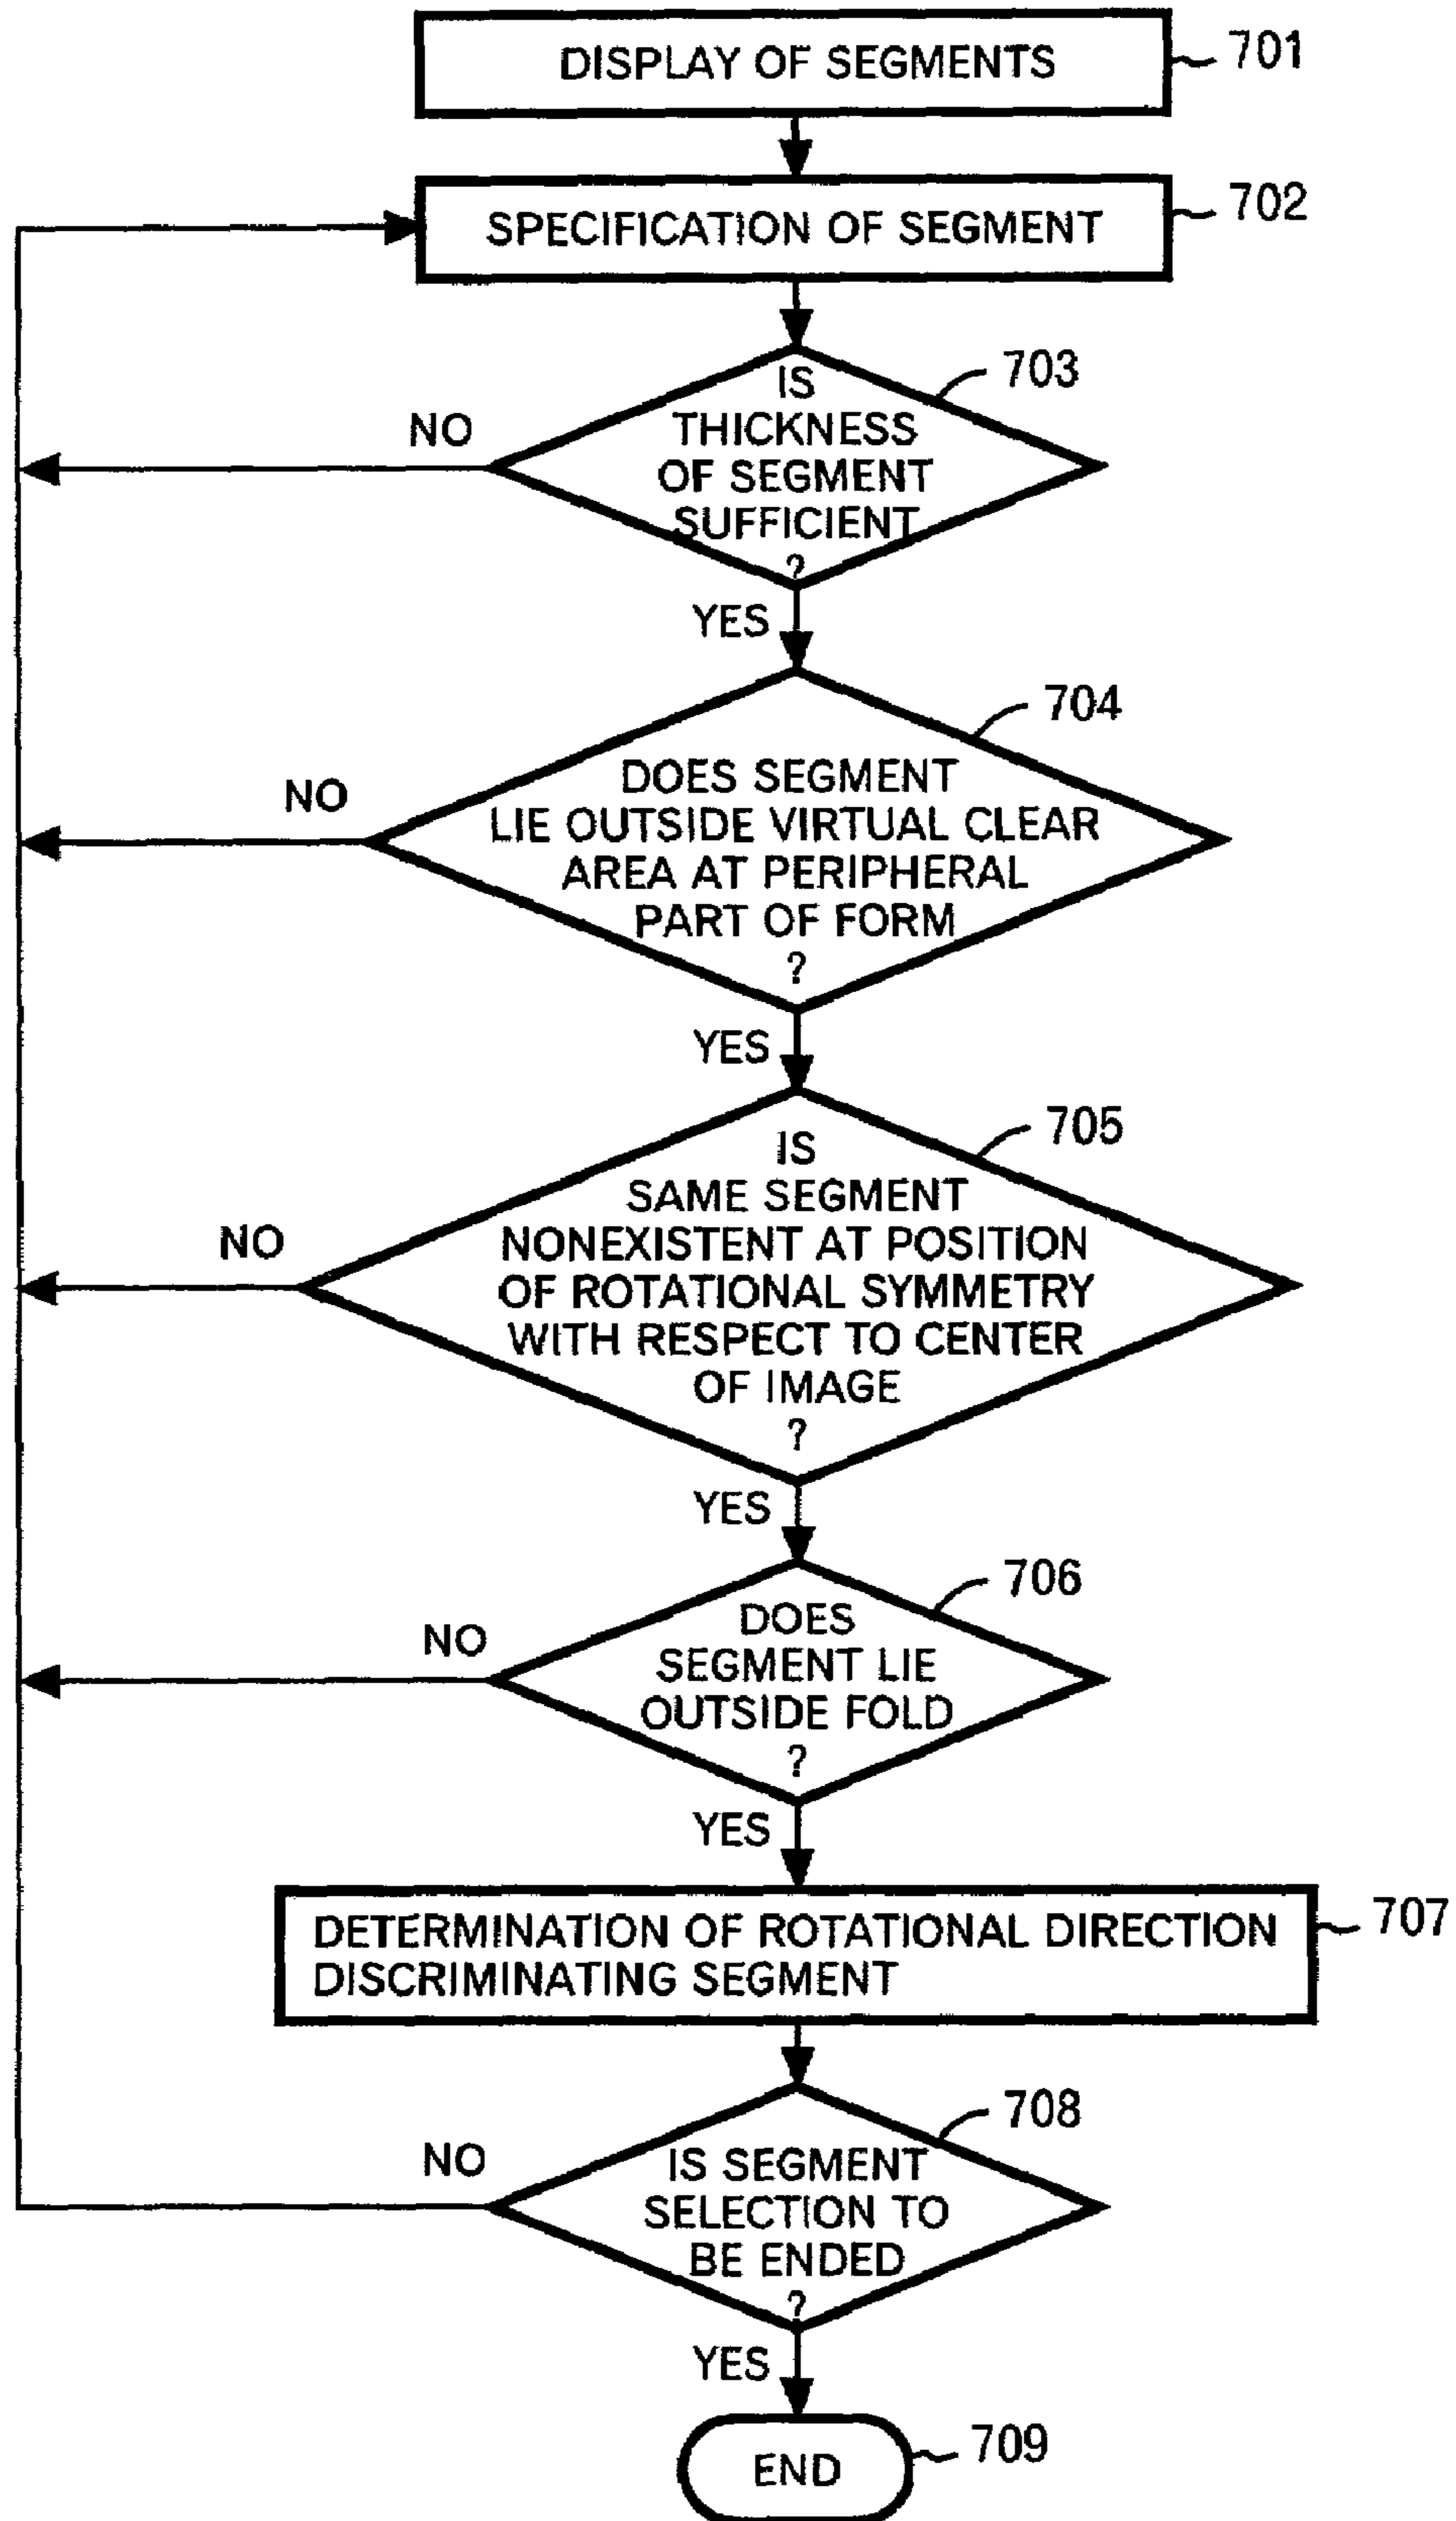 DISPLAY OF SEGMENTS
701
SPECIFICATION OF SEGMENT
702
703
IS
THICKNESS
OF SEGMENT
SUFFICIENT
?
NO
YES
704
DOES SEGMENT
LIE OUTSIDE VIRTUAL CLEAR
AREA AT PERIPHERAL
PART OF FORM
?
NO
YES
705
IS
SAME SEGMENT
NONEXISTENT AT POSITION
OF ROTATIONAL SYMMETRY
WITH RESPECT TO CENTER
OF IMAGE
?
NO
YES
706
DOES
SEGMENT LIE
OUTSIDE FOLD
?
NO
YES
DETERMINATION OF ROTATIONAL DIRECTION
DISCRIMINATING SEGMENT
707
708
IS SEGMENT
SELECTION TO
BE ENDED
?
NO
YES
END
709